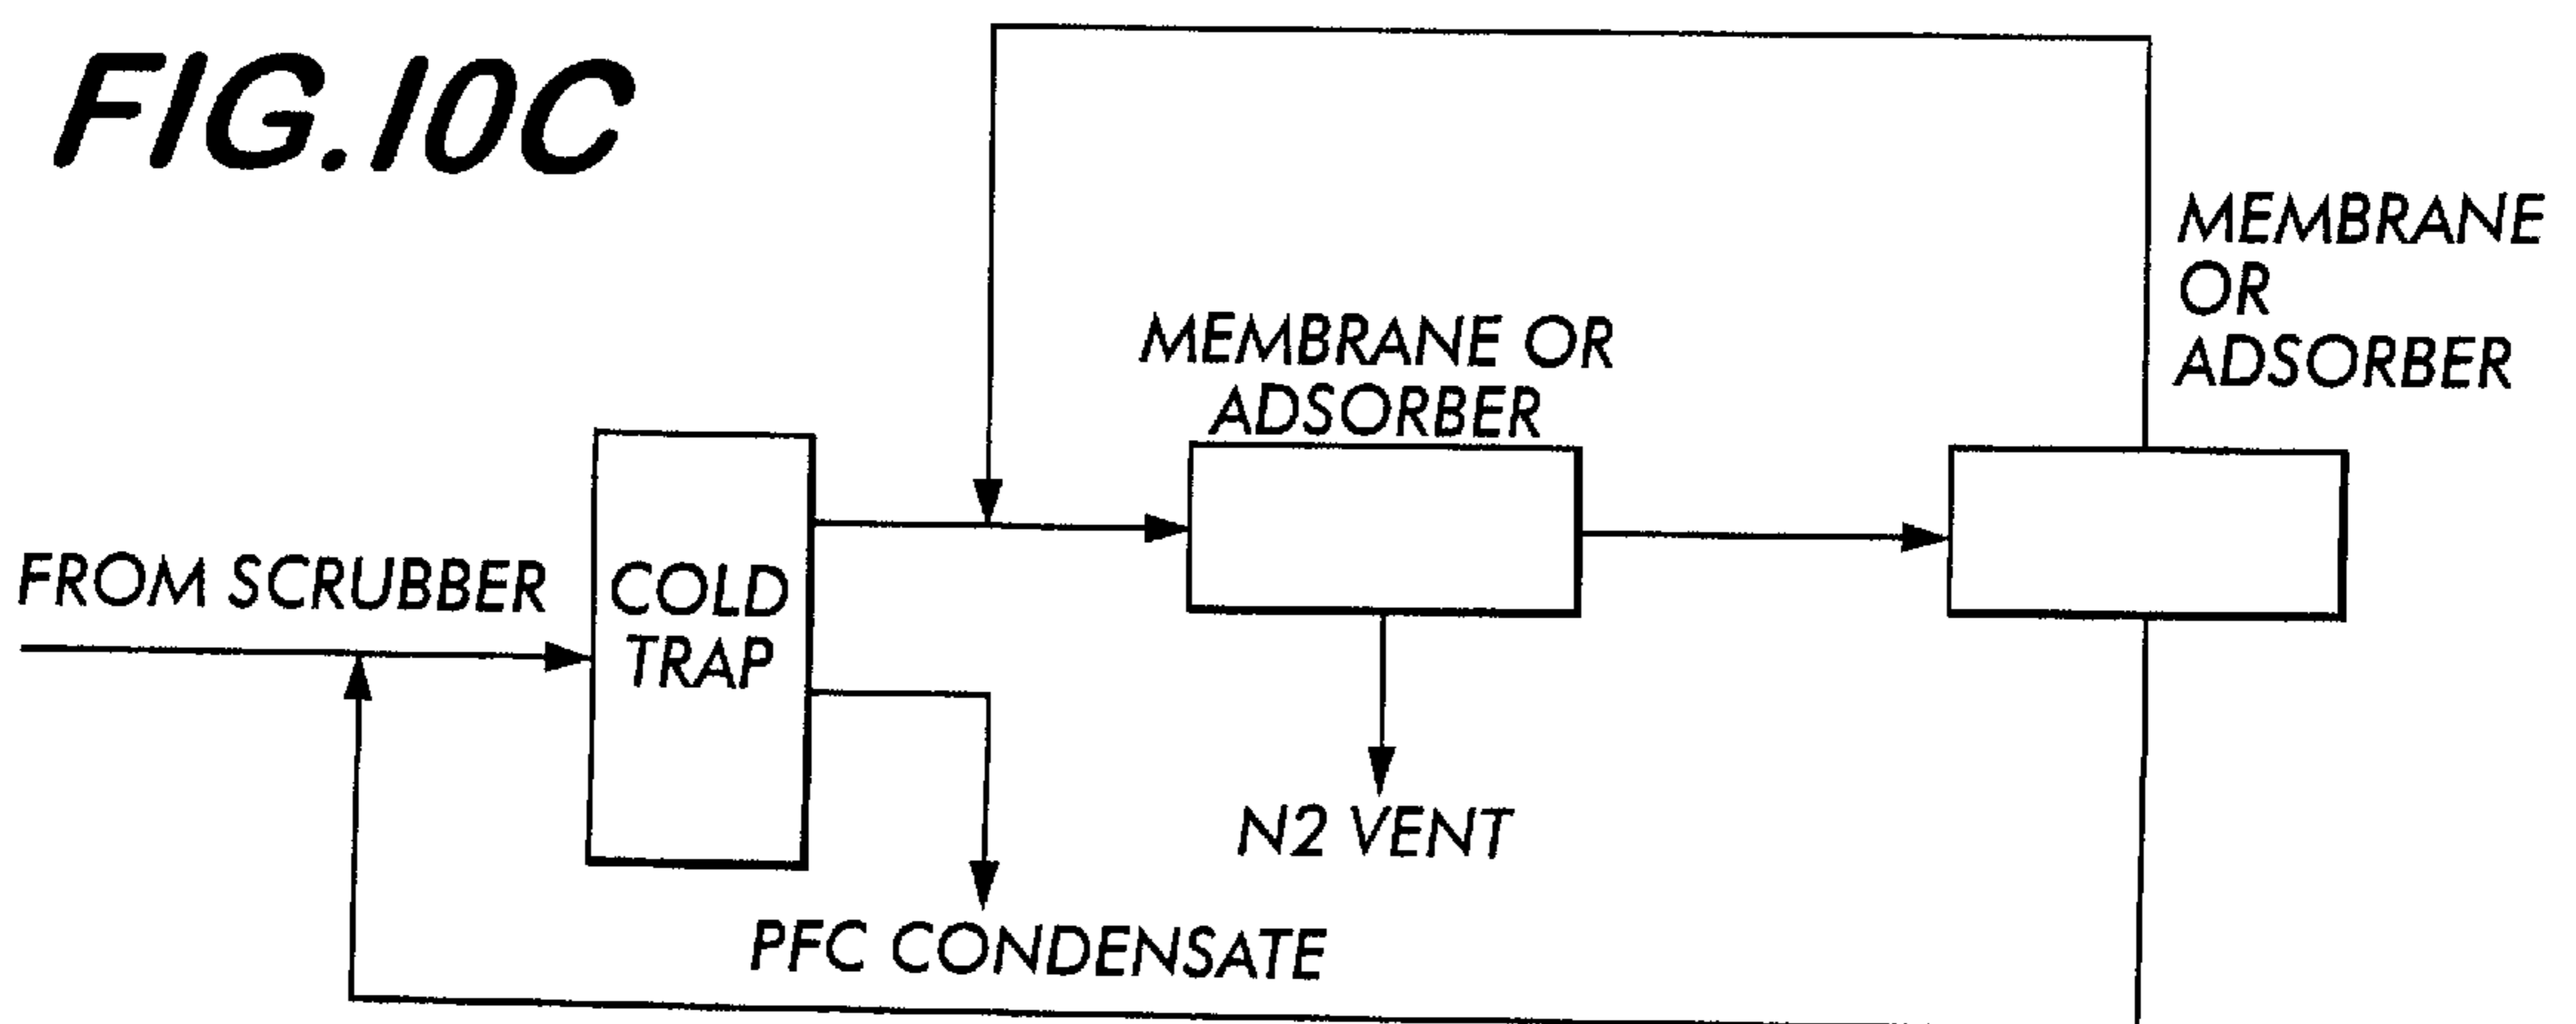 FIG. 10C
MEMBRANE
OR
ADSORBER
MEMBRANE OR
ADSORBER
FROM SCRUBBER
COLD
TRAP
N2 VENT
PFC CONDENSATE